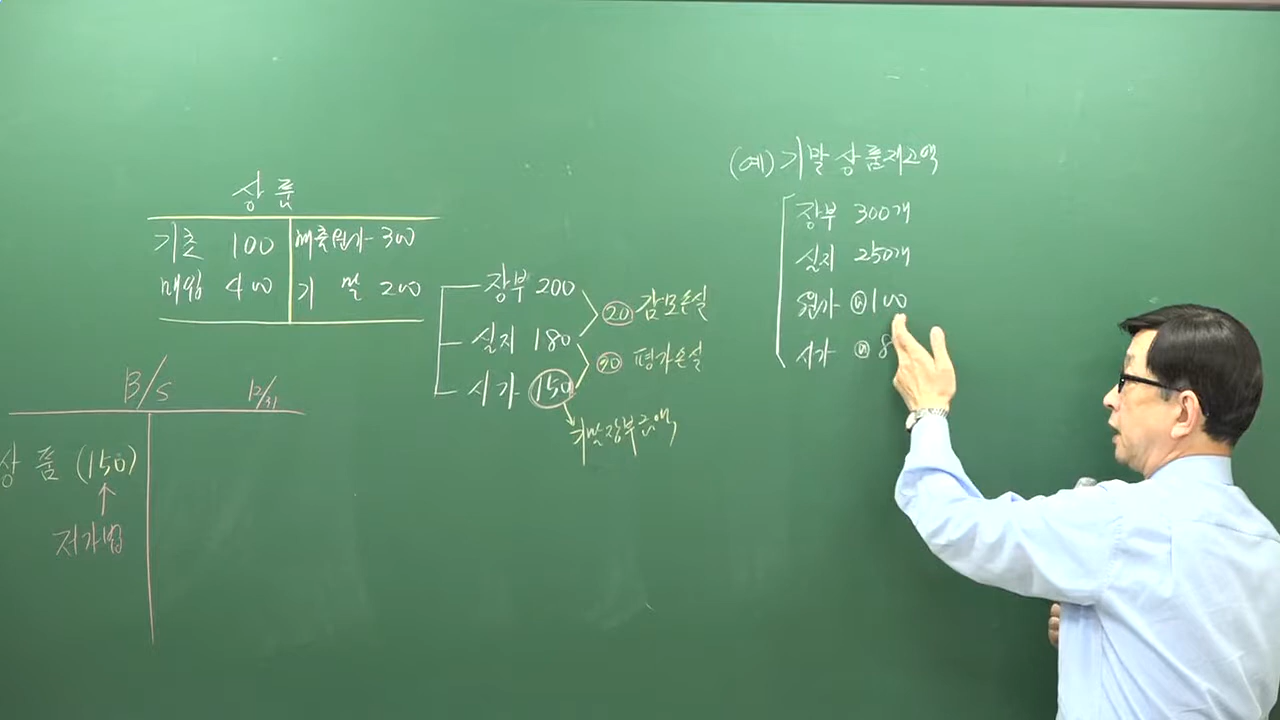 상품
기초 100 매출원가 300
매입 400 기말 200
B/S 12/31
상품 (150)
저가법
장부 200
실지 180
시가 150
20 감모손실
30 평가손실
기말장부금액
(예) 기말상품재고액
장부 300개
실지 250개
원가 @100
시가 @8